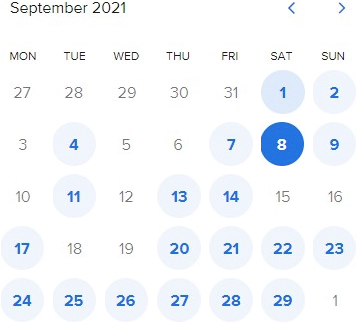 September 2021
MON TUE WED THU FRI SAT SUN
27 28 29 30 31 1 2
3 4 5 6 7 8 9
10 11 12 13 14 15 16
17 18 19 20 21 22 23
24 25 26 27 28 29 1